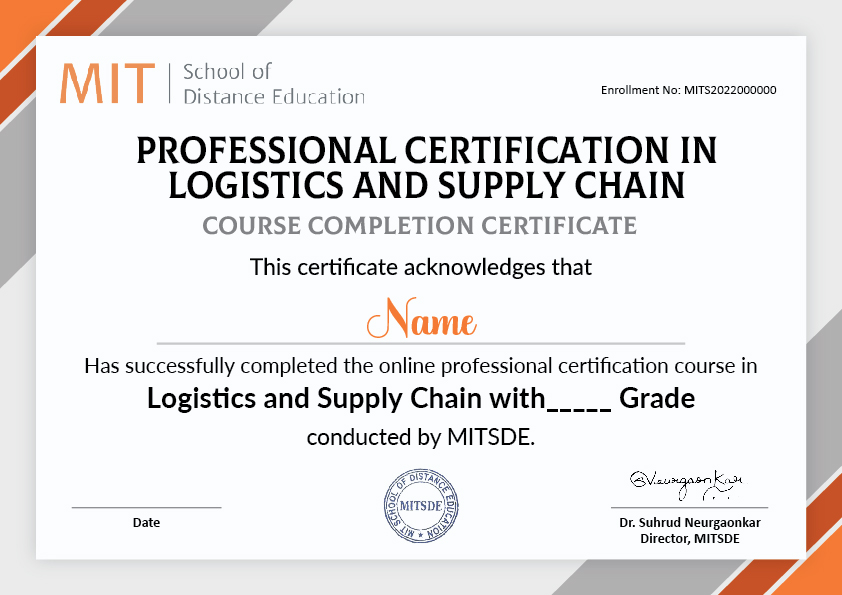 MIT School of
Distance Education
Enrollment No: MITS2022000000
PROFESSIONAL CERTIFICATION IN
LOGISTICS AND SUPPLY CHAIN
COURSE COMPLETION CERTIFICATE
This certificate acknowledges that
Name
Has successfully completed the online professional certification course in
Logistics and Supply Chain with_____ Grade
conducted by MITSDE.
MIT SCHOOL OF DISTANCE EDUCATION
MITSDE
SNeurgaonkar
Date
Dr. Suhrud Neurgaonkar
Director, MITSDE